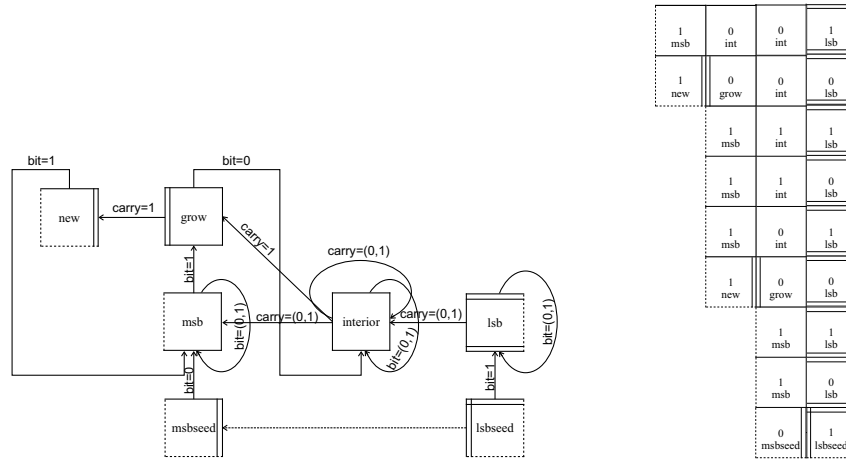 bit=1
bit=0
new
carry=1
grow
carry=1
carry=(0,1)
bit=1
msb
bit=(0,1)
carry=(0,1)
interior
bit=(0,1)
carry=(0,1)
lsb
bit=(0,1)
bit=0
bit=1
msbseed
lsbseed
1 0 0 1
msb int int lsb
1 0 0 0
new grow int lsb
1 1 1
msb int lsb
1 1 0
msb int lsb
1 0 1
msb int lsb
1 0 0
new grow lsb
1 1
msb lsb
1 0
msb lsb
0 1
msbseed lsbseed